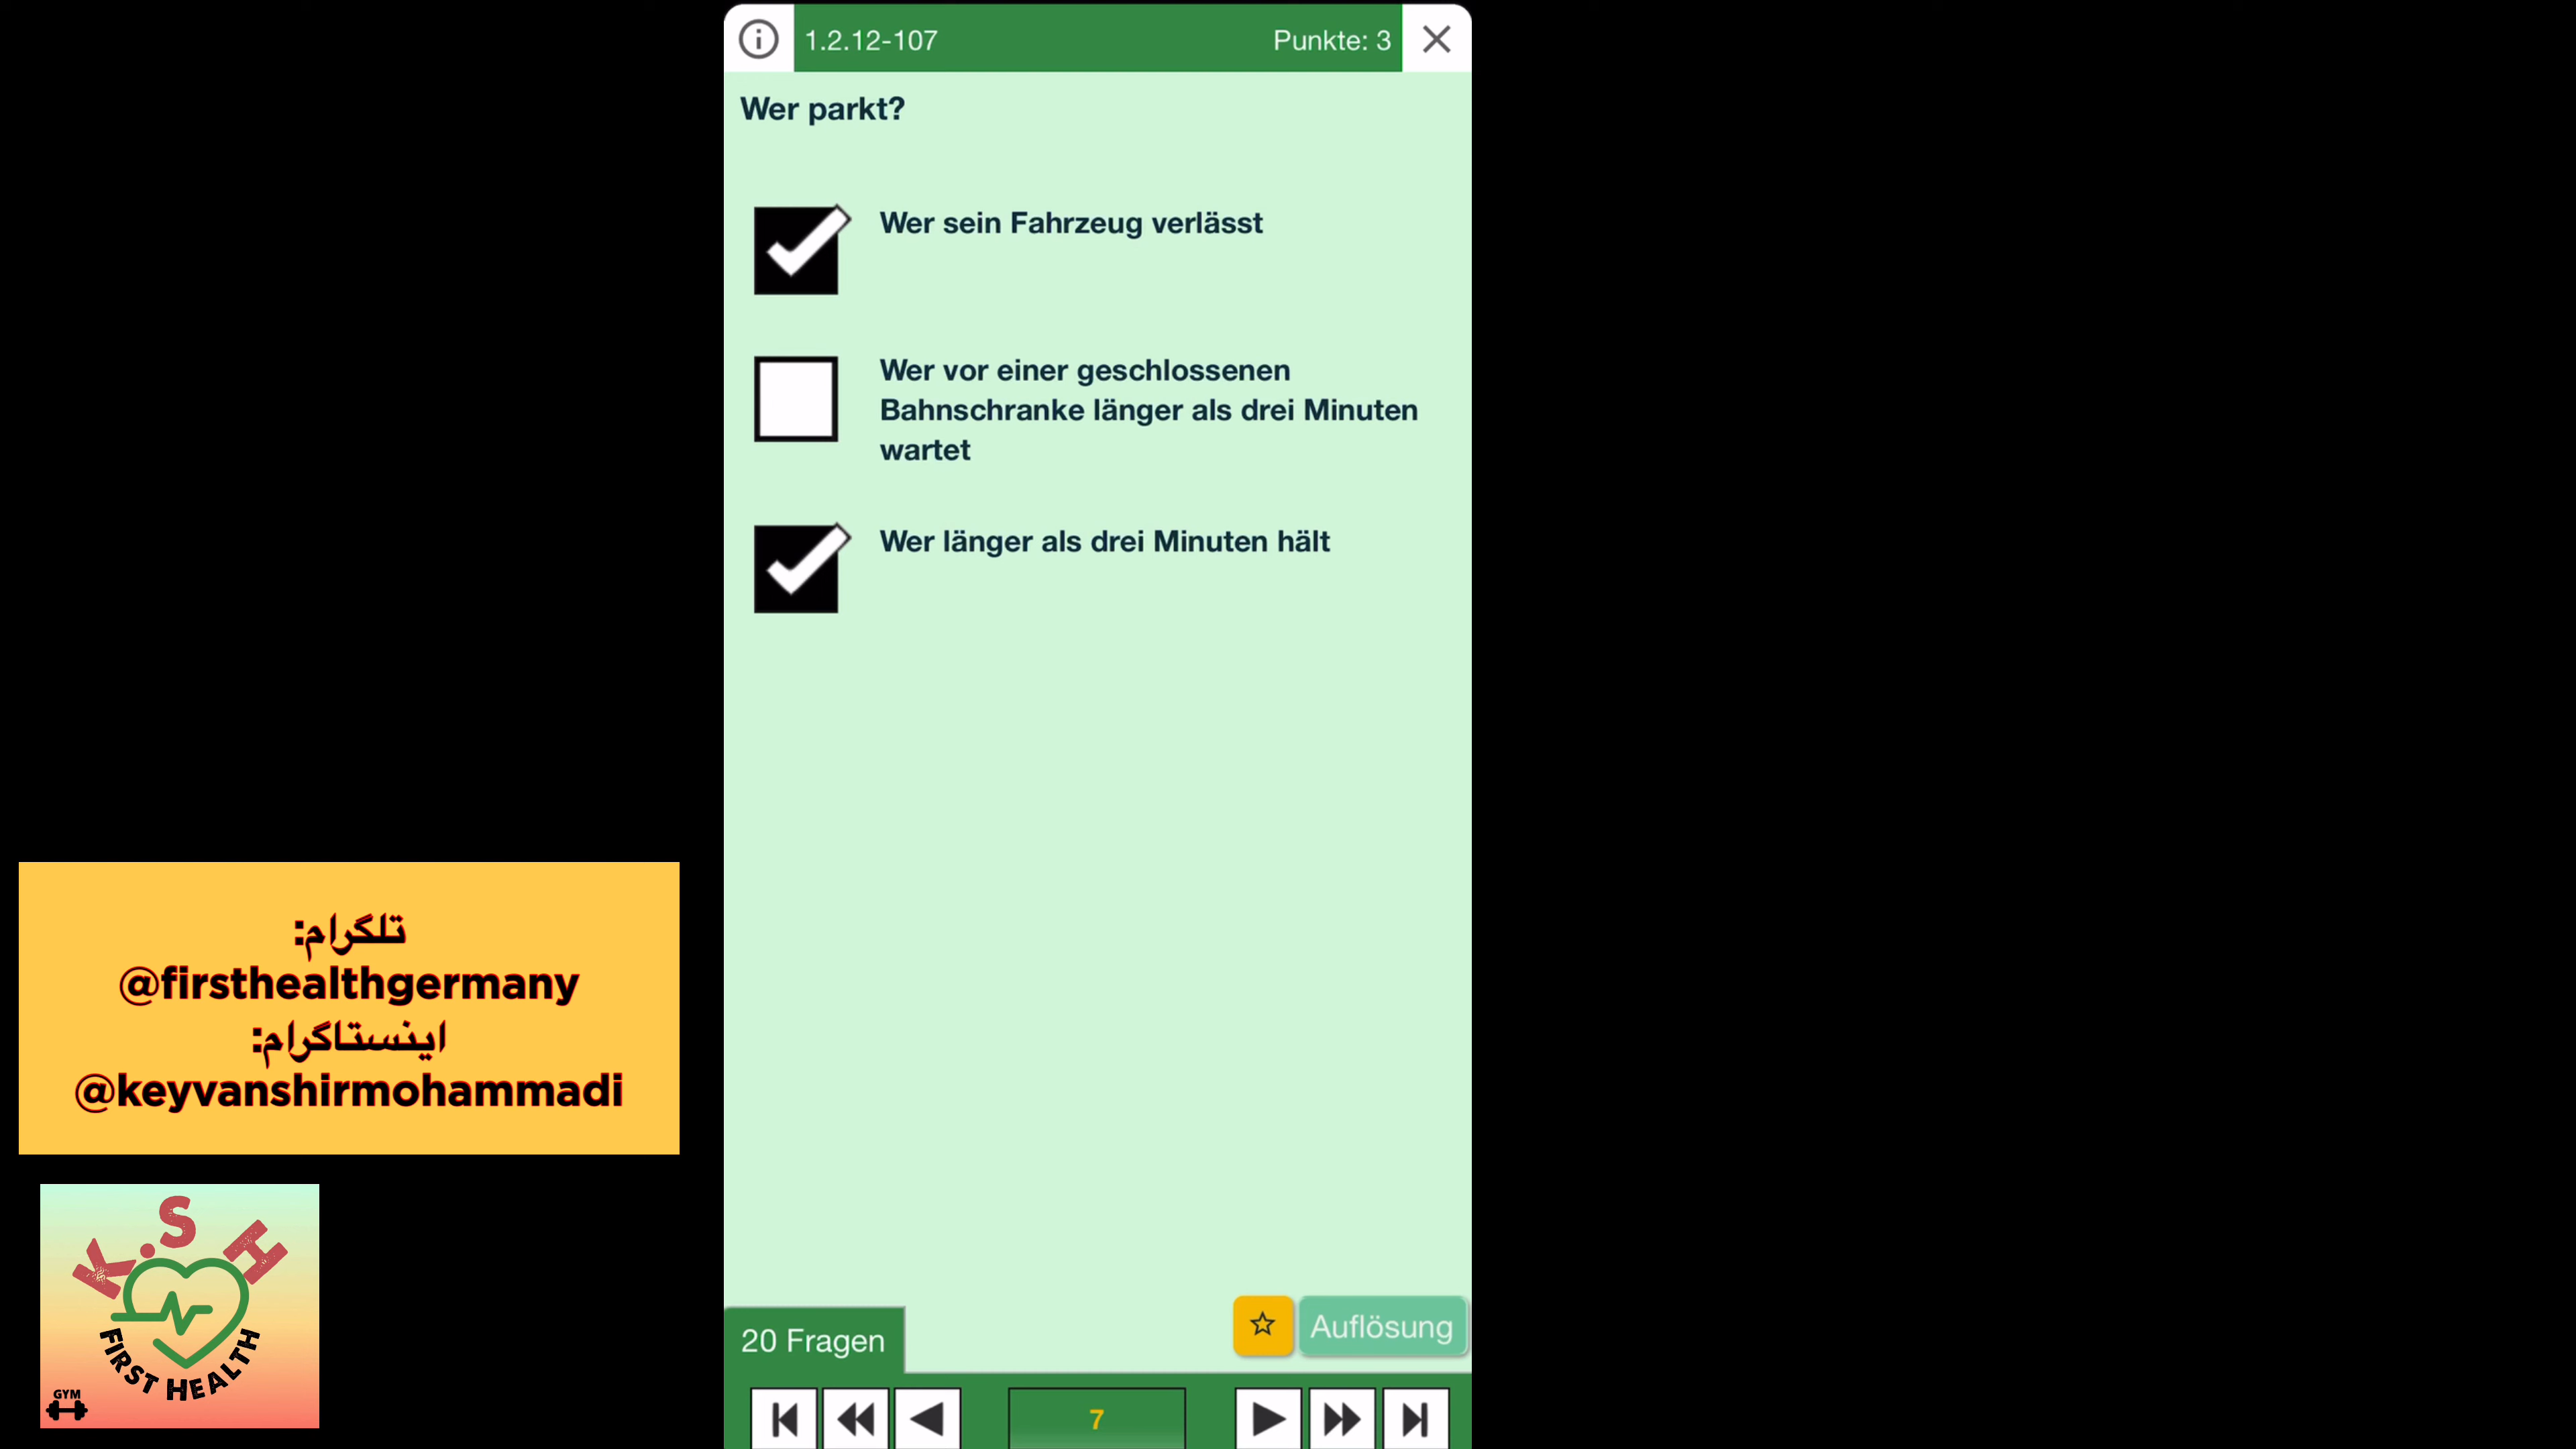 1.2.12-107
Punkte: 3
Wer parkt?
Wer sein Fahrzeug verlässt
Wer vor einer geschlossenen
Bahnschranke länger als drei Minuten
wartet
Wer länger als drei Minuten hält
تلگرام:
@firsthealthgermany
اینستاگرام:
@keyvanshirmohammadi
K.SH
FIRST HEALTH
GYM
Auflösung
20 Fragen
7